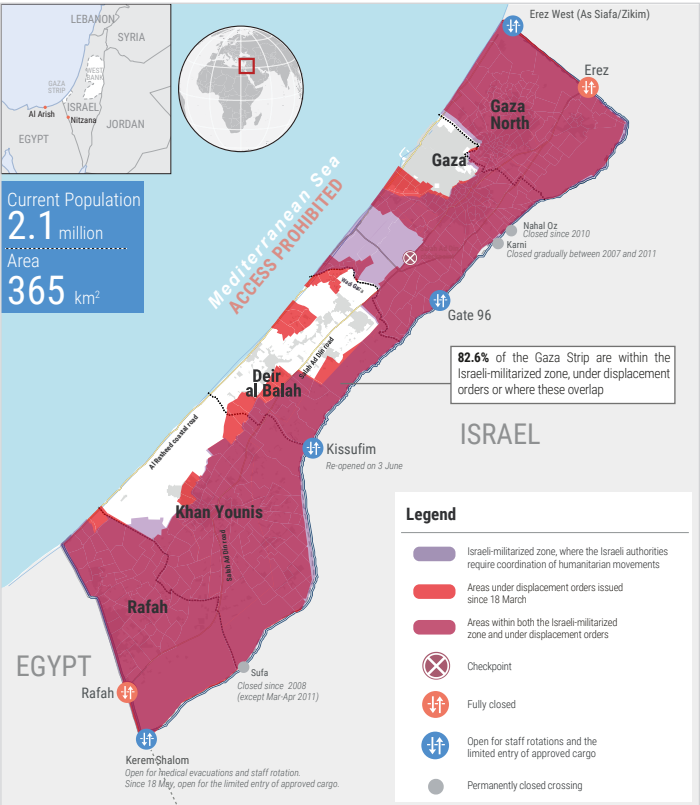 LEBANON
SYRIA
WEST
BANK
GAZA
STRIP
Al Arish
ISRAEL
Nitzana
JORDAN
EGYPT
Current Population
2.1 million
Area
365 km²
Mediterranean Sea
ACCESS PROHIBITED
Erez West (As Siafa/Zikim)
Erez
Gaza
North
Gaza
Nahal Oz
Closed since 2010
Karni
Closed gradually between 2007 and 2011
Gate 96
82.6% of the Gaza Strip are within the
Israeli-militarized zone, under displacement
orders or where these overlap
Salah Ad Din road
Deir
al Balah
ISRAEL
Al Rasheed coastal road
Kissufim
Re-opened on 3 June
Khan Younis
Salah Ad Din road
Rafah
EGYPT
Rafah
Sufa
Closed since 2008
(except Mar-Apr 2011)
Kerem Shalom
Open for medical evacuations and staff rotation.
Since 18 May, open for the limited entry of approved cargo.
Legend
Israeli-militarized zone, where the Israeli authorities
require coordination of humanitarian movements
Areas under displacement orders issued
since 18 March
Areas within both the Israeli-militarized
zone and under displacement orders
Checkpoint
Fully closed
Open for staff rotations and the
limited entry of approved cargo
Permanently closed crossing